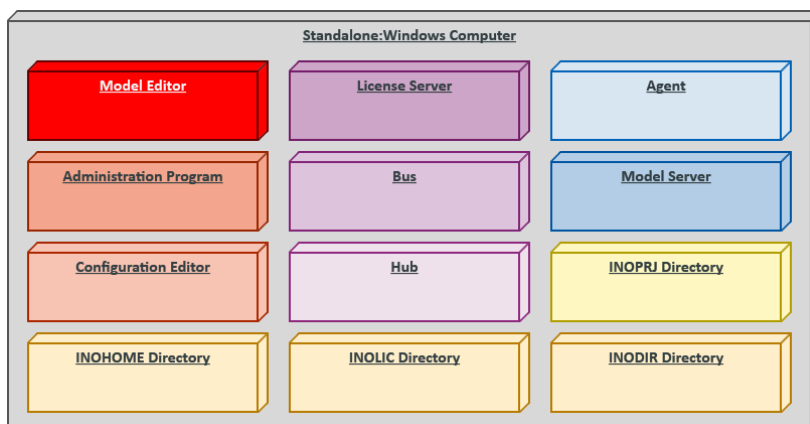 Standalone:Windows Computer
Model Editor
License Server
Agent
Administration Program
Bus
Model Server
Configuration Editor
Hub
INOPRJ Directory
INOHOME Directory
INOLIC Directory
INODIR Directory